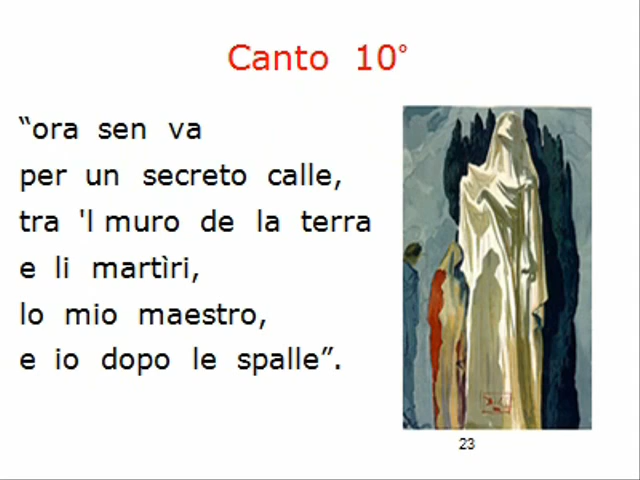 Canto 10°
“ora sen va
per un secreto calle,
tra 'l muro de la terra
e li martìri,
lo mio maestro,
e io dopo le spalle”.
23